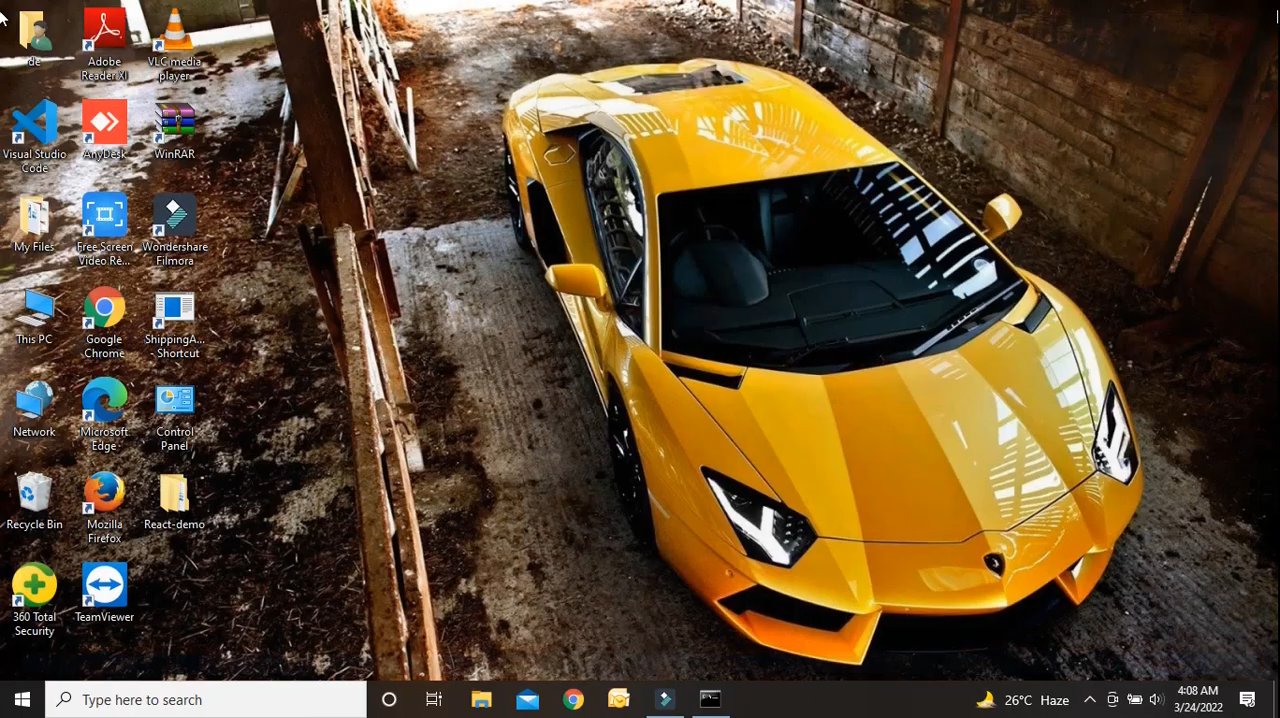 de
Adobe
Reader XI
VLC media
player
Visual Studio
Code
AnyDesk
WinRAR
My Files
Free Screen
Video Re...
Wondershare
Filmora
This PC
Google
Chrome
ShippingA...
- Shortcut
Network
Microsoft
Edge
Control
Panel
Recycle Bin
Mozilla
Firefox
React-demo
360 Total
Security
TeamViewer
Type here to search
26°C Haze
4:08 AM
3/24/2022